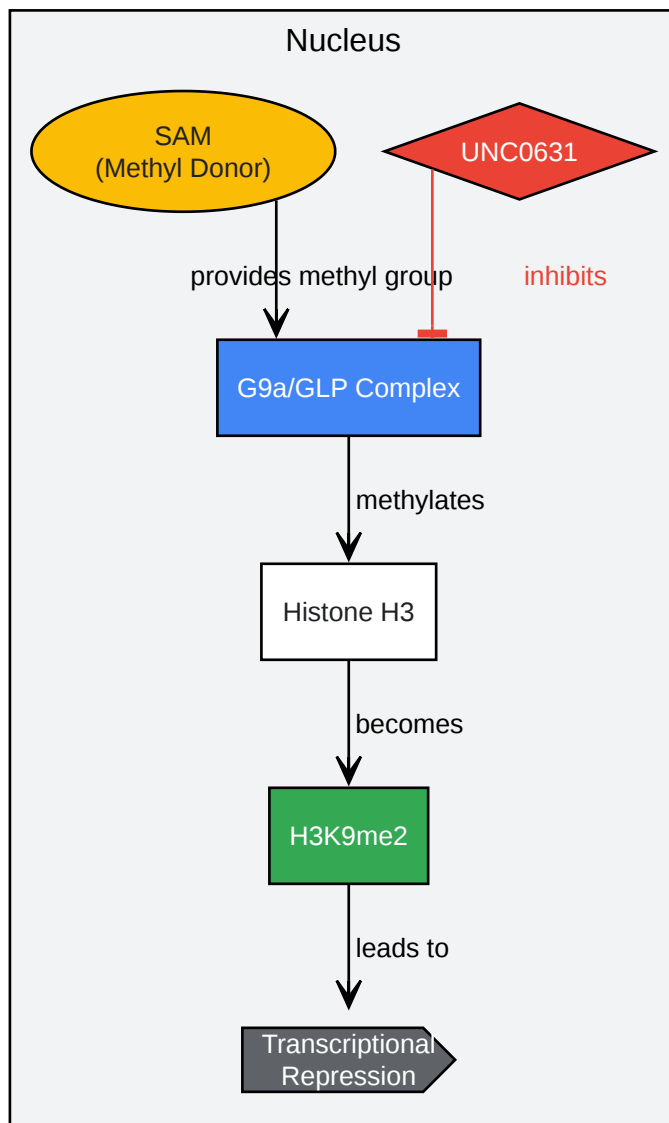 Nucleus
SAM
(Methyl Donor)
UNC0631
provides methyl group
inhibits
G9a/GLP Complex
methylates
Histone H3
becomes
H3K9me2
leads to
Transcriptional
Repression